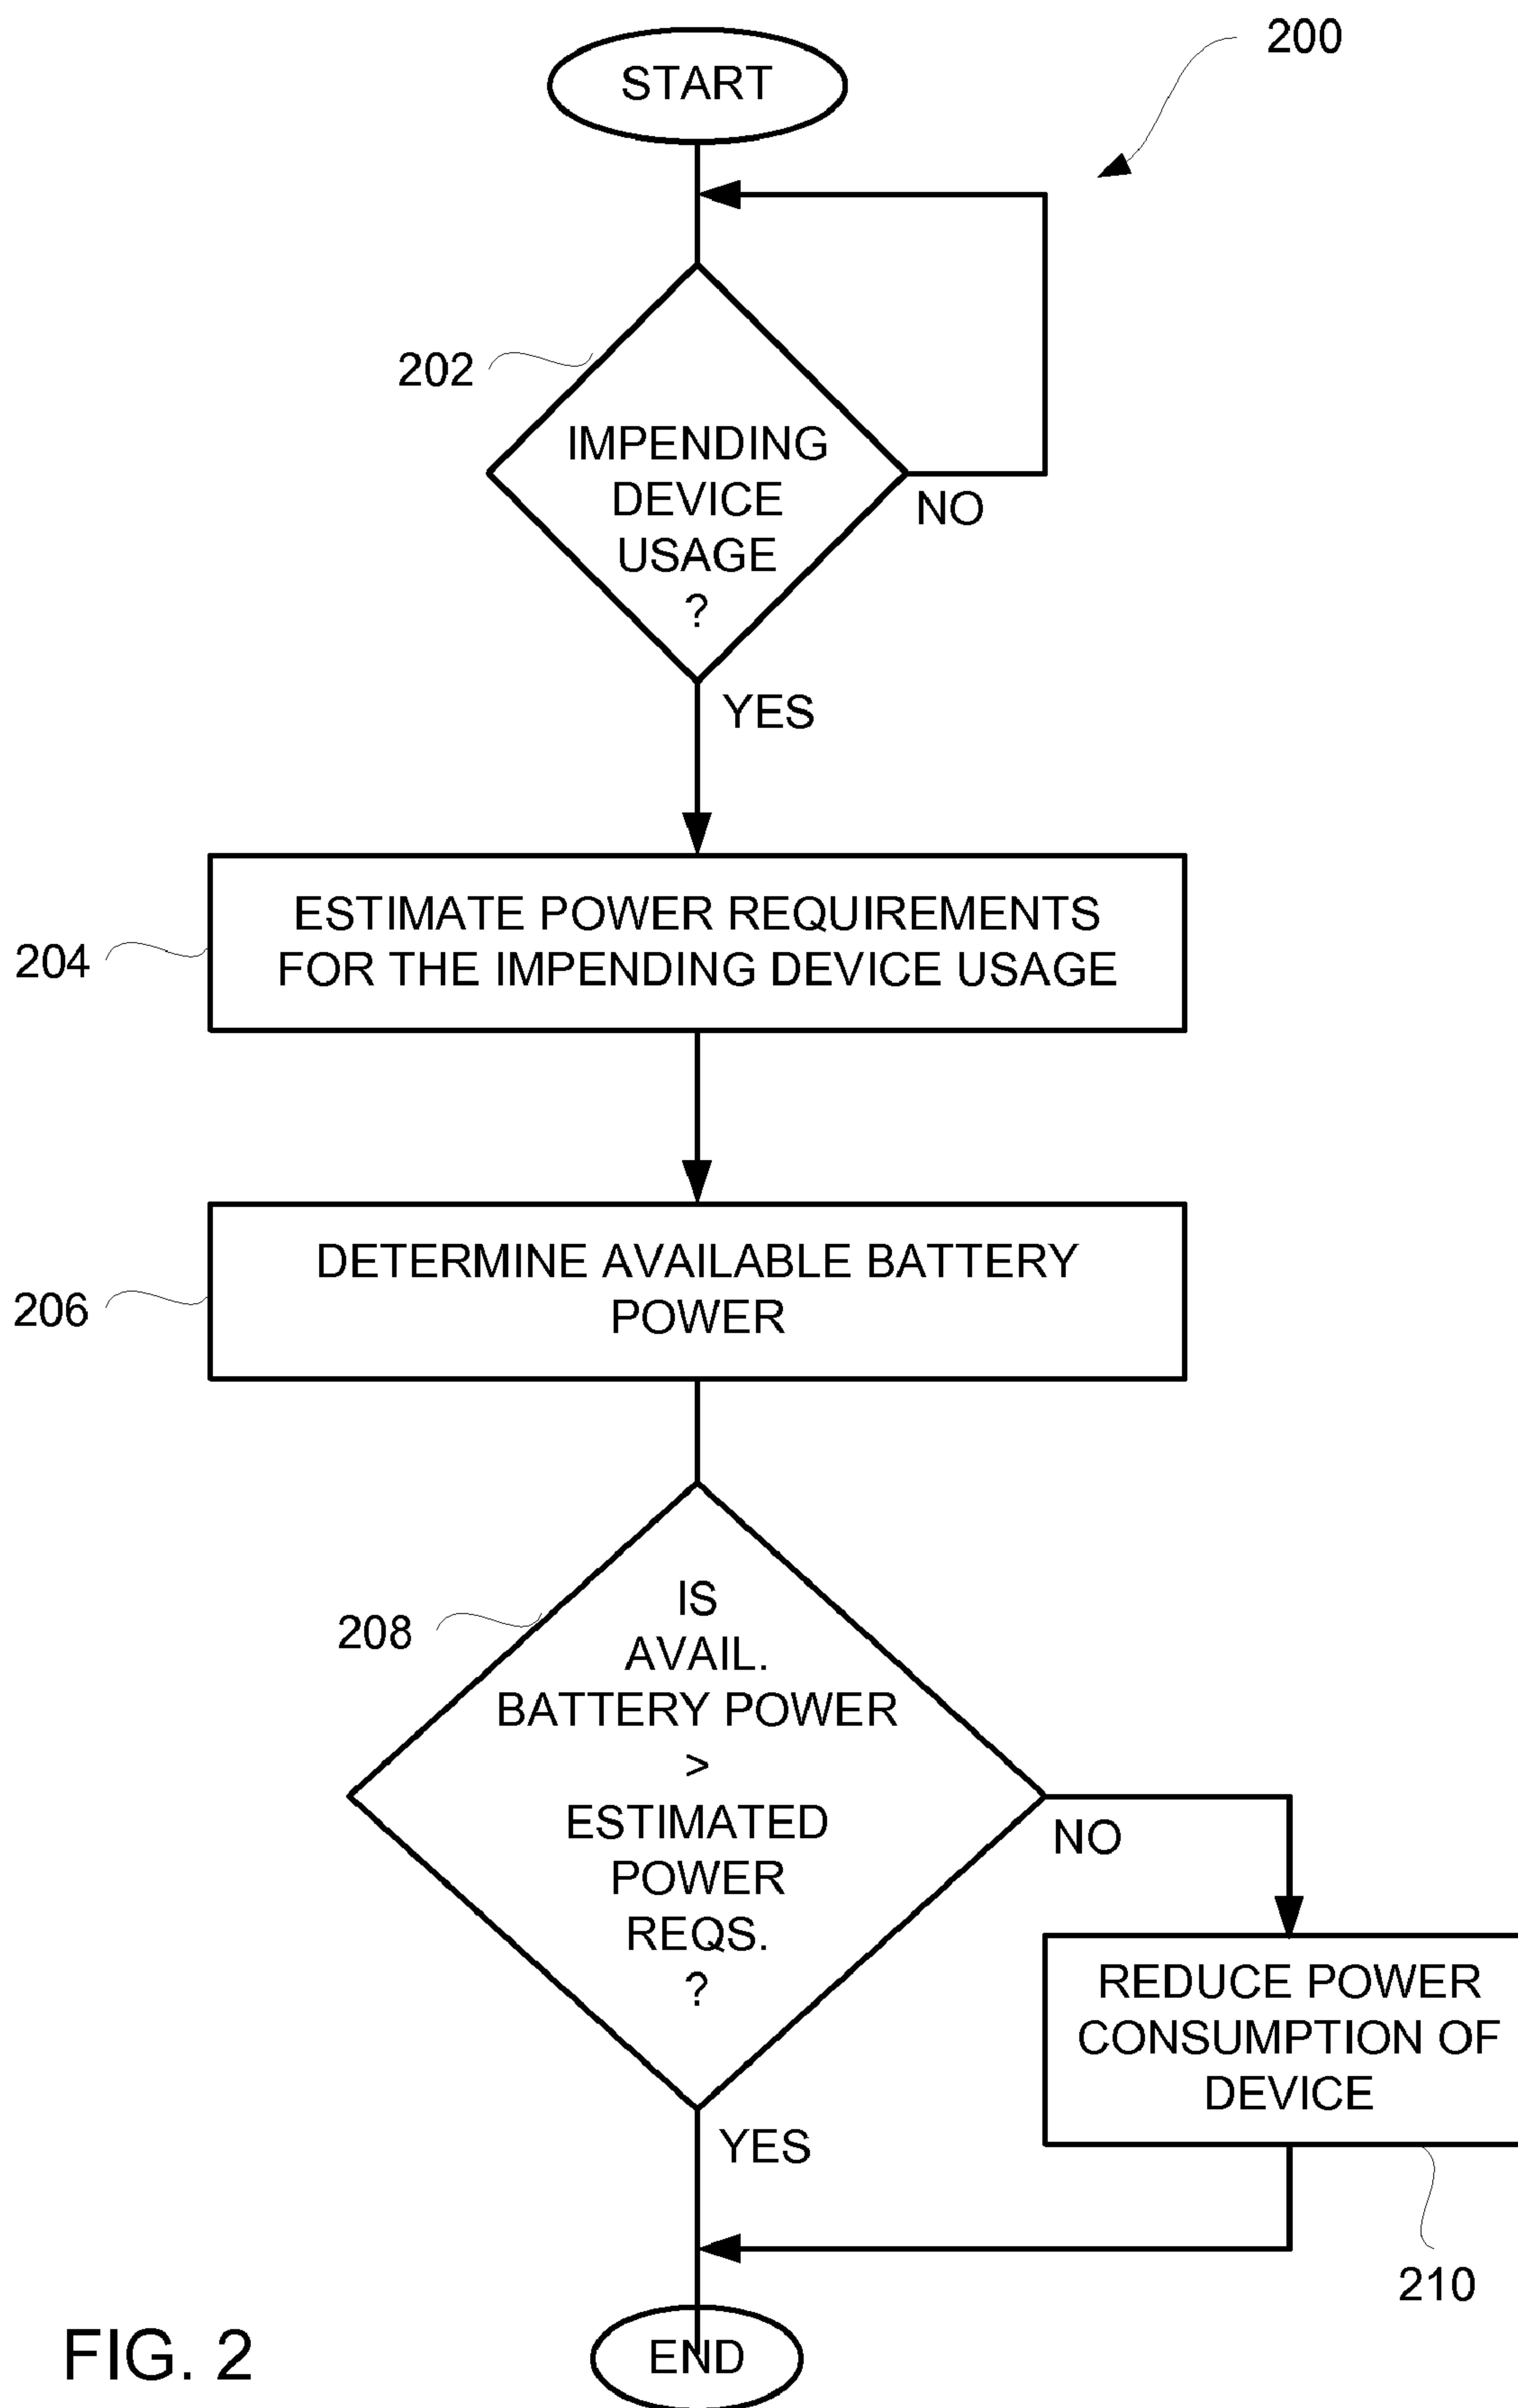 200
START
202
IMPENDING
DEVICE
USAGE
?
NO
YES
204
ESTIMATE POWER REQUIREMENTS
FOR THE IMPENDING DEVICE USAGE
206
DETERMINE AVAILABLE BATTERY
POWER
208
IS
AVAIL.
BATTERY POWER
>
ESTIMATED
POWER
REQS.
?
NO
REDUCE POWER
CONSUMPTION OF
DEVICE
YES
210
END
FIG. 2